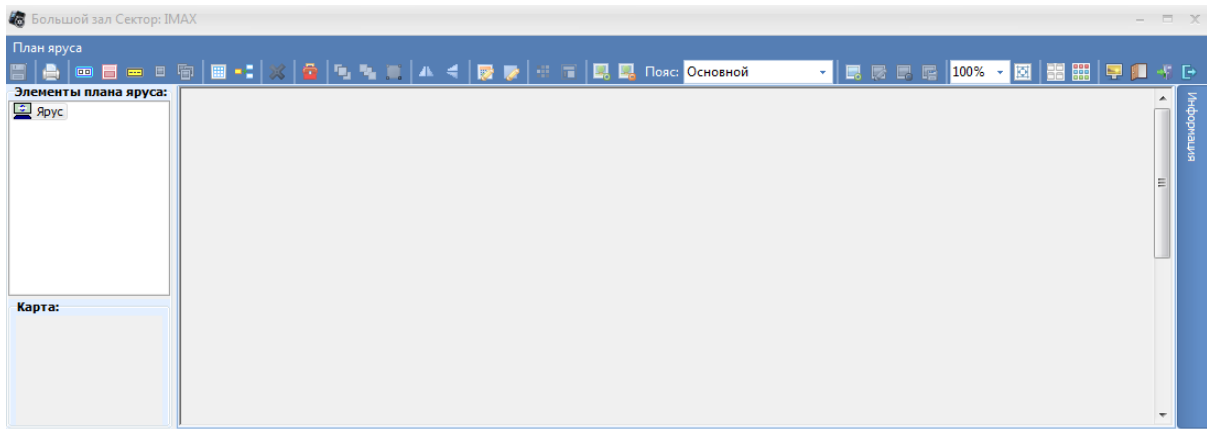 Большой зал Сектор: IMAX
План яруса
Пояс: Основной 100%
Элементы плана яруса:
Ярус
Информация
Карта: